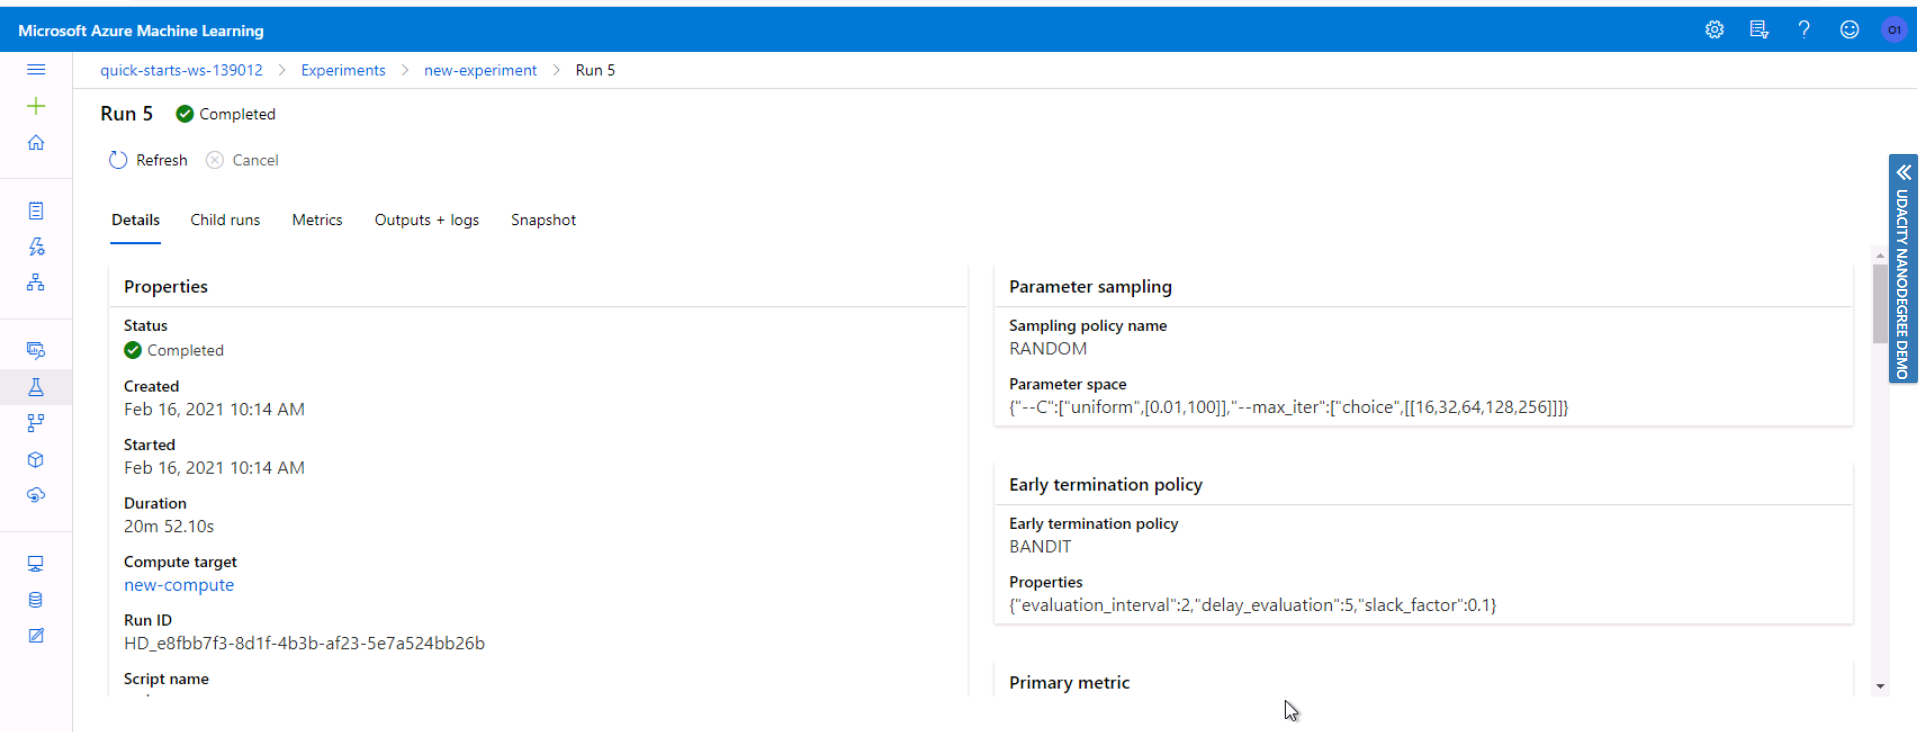 Microsoft Azure Machine Learning
O1
quick-starts-ws-139012 > Experiments > new-experiment > Run 5
Run 5 Completed
Refresh Cancel
Details Child runs Metrics Outputs + logs Snapshot
Properties
Status
Completed
Created
Feb 16, 2021 10:14 AM
Started
Feb 16, 2021 10:14 AM
Duration
20m 52.10s
Compute target
new-compute
Run ID
HD_e8fbb7f3-8d1f-4b3b-af23-5e7a524bb26b
Script name
Parameter sampling
Sampling policy name
RANDOM
Parameter space
{"--C":["uniform",[0.01,100]],"--max_iter":["choice",[[16,32,64,128,256]]]}
Early termination policy
Early termination policy
BANDIT
Properties
{"evaluation_interval":2,"delay_evaluation":5,"slack_factor":0.1}
Primary metric
UDACITY NANODEGREE DEMO